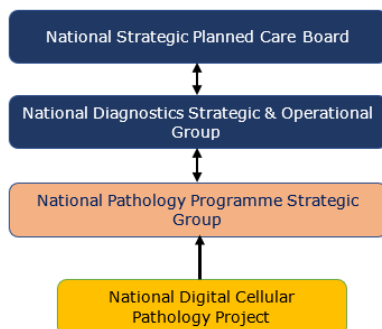 National Strategic Planned Care Board
National Diagnostics Strategic & Operational
Group
National Pathology Programme Strategic
Group
National Digital Cellular
Pathology Project